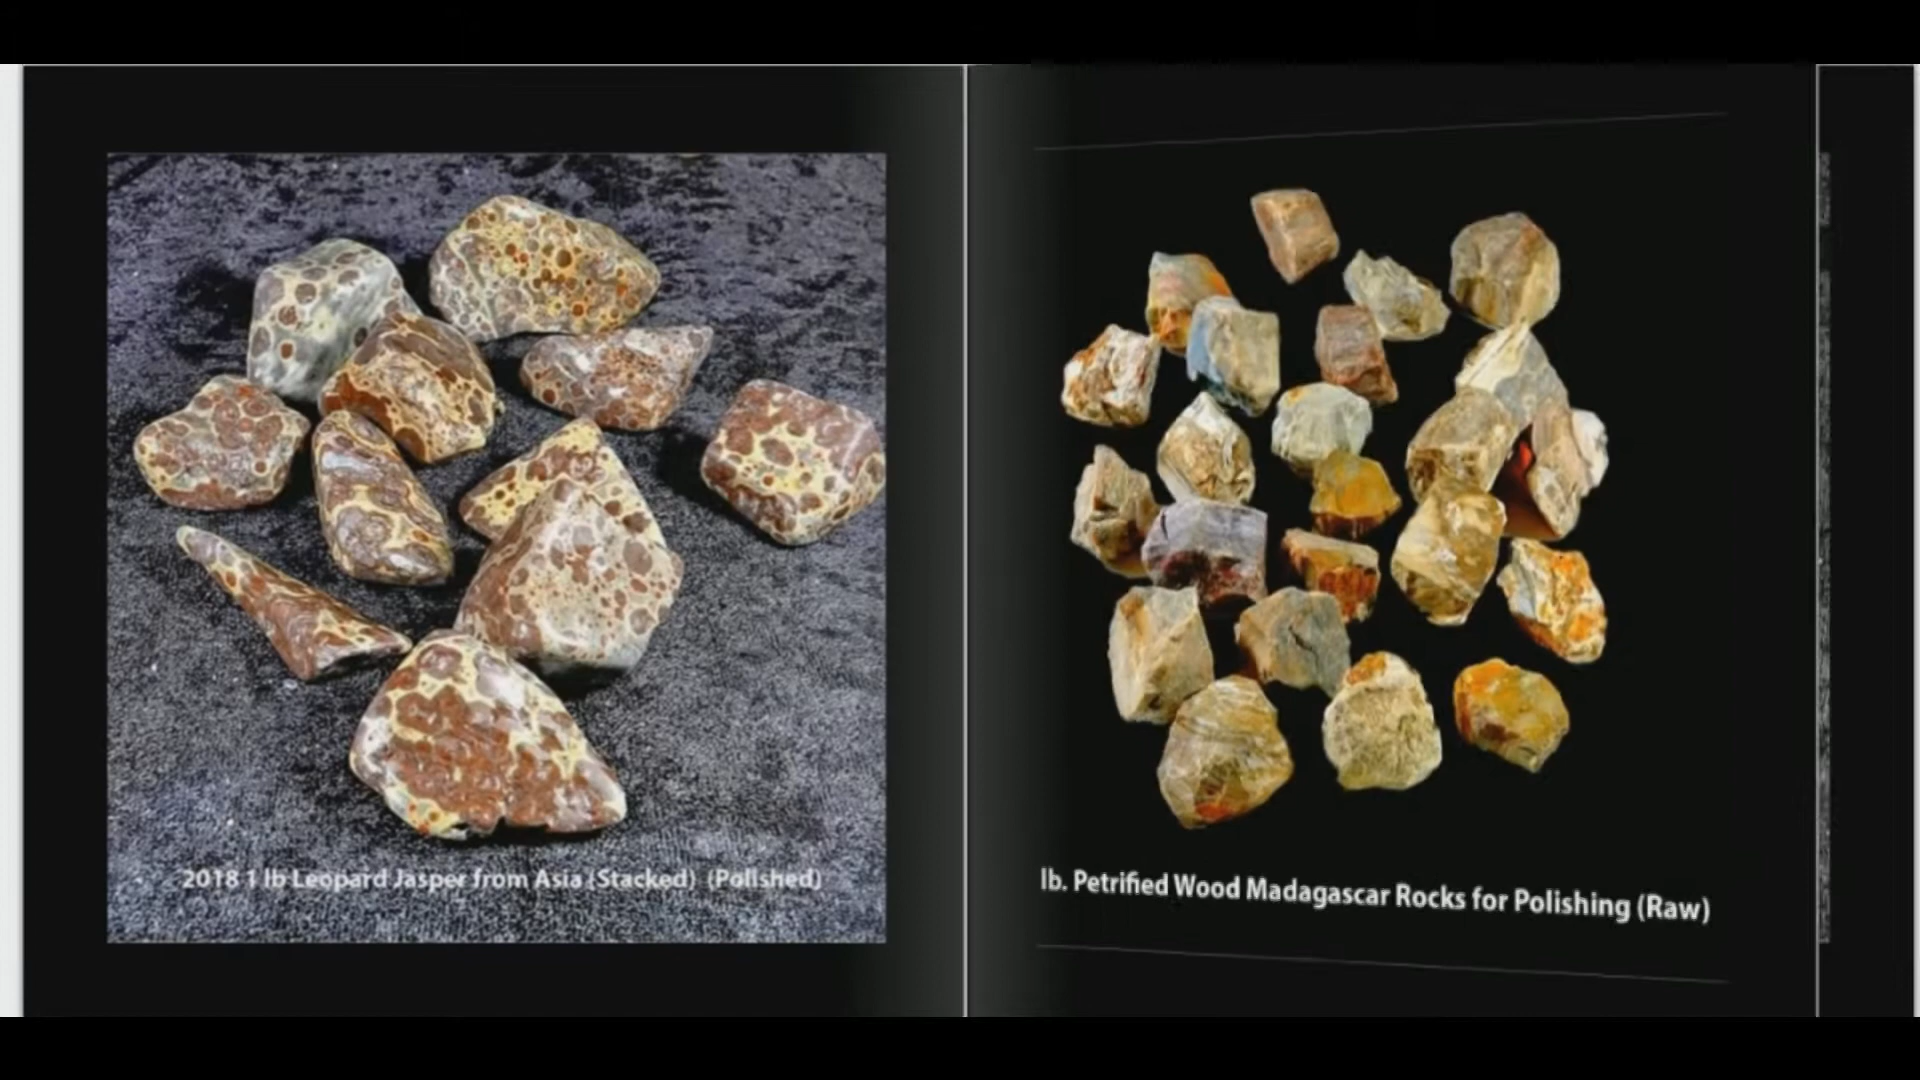 2018 1 lb Leopard Jasper from Asia (Stacked) (Polished)
lb. Petrified Wood Madagascar Rocks for Polishing (Raw)